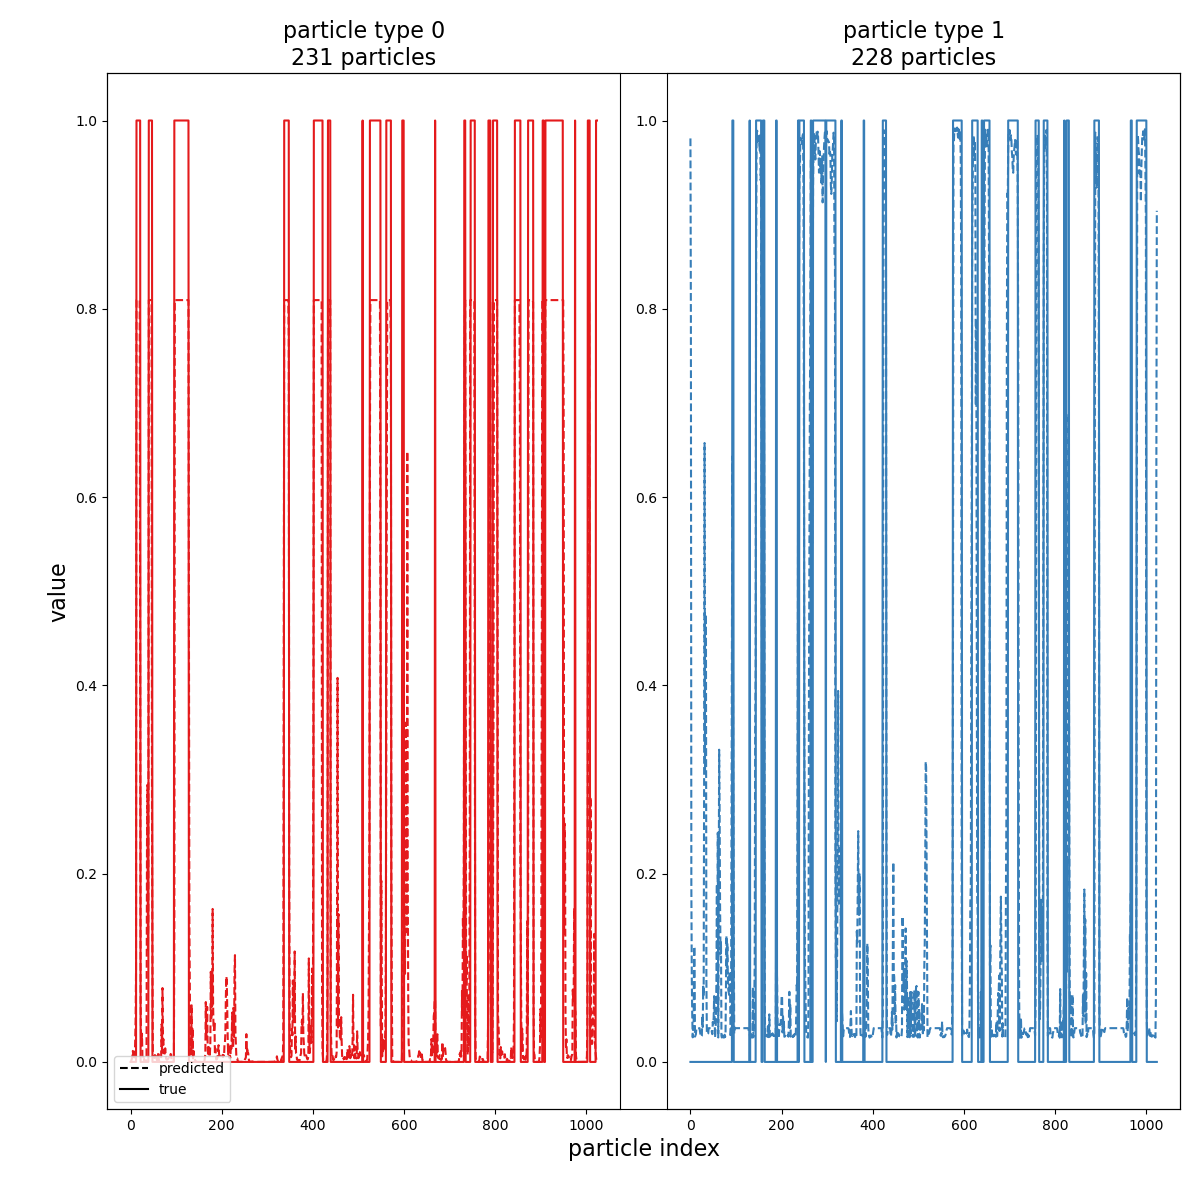 particle type 0
231 particles
particle type 1
228 particles
1.0
0.8
0.6
0.4
0.2
0.0
1.0
0.8
0.6
0.4
0.2
0.0
value
predicted
true
0 200 400 600 800 1000
0 200 400 600 800 1000
particle index